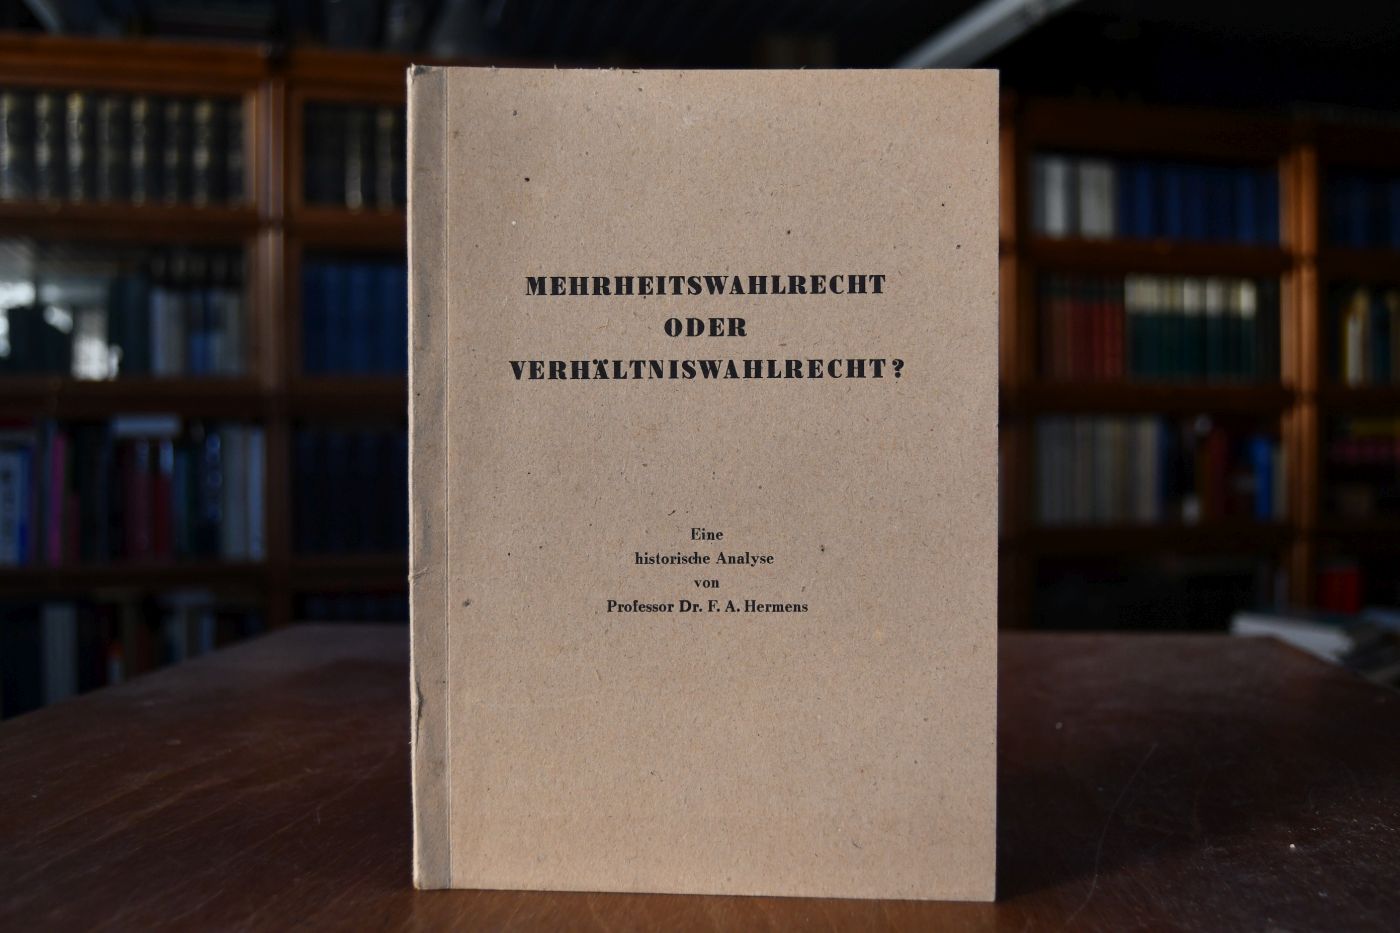 MEHRHEITSWAHLRECHT
ODER
VERHÄLTNISWAHLRECHT?
Eine
historische Analyse
von
Professor Dr. F. A. Hermens